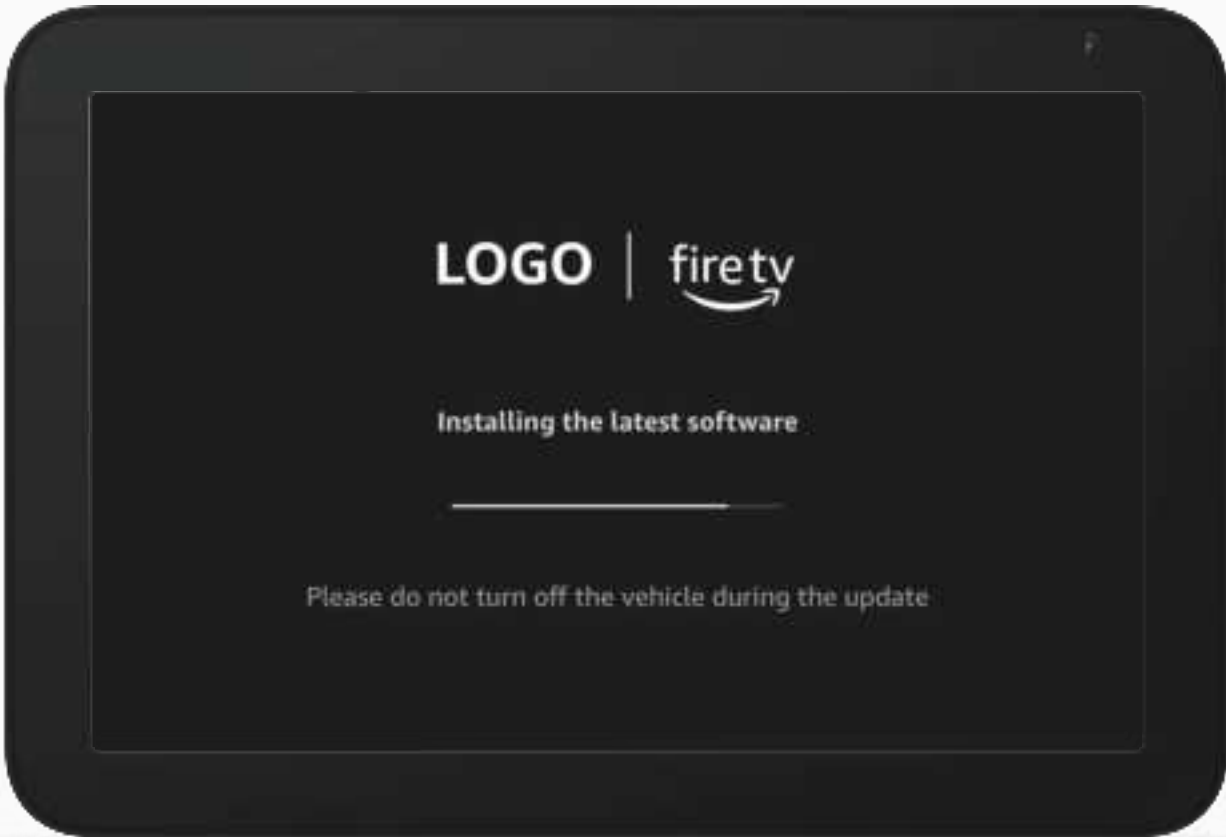 LOGO | fire tv
Installing the latest software
Please do not turn off the vehicle during the update